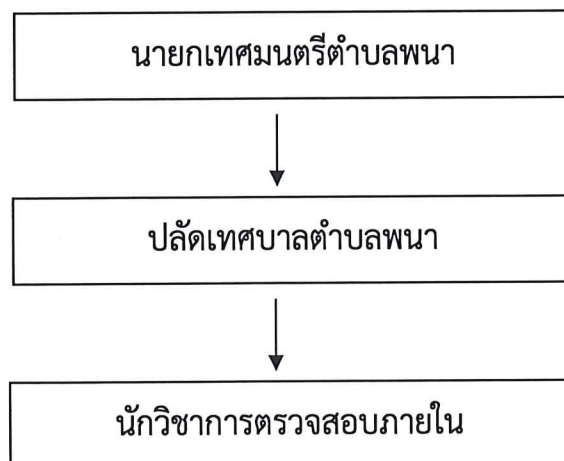 นายกเทศมนตรีตำบลพนา
ปลัดเทศบาลตำบลพนา
นักวิชาการตรวจสอบภายใน